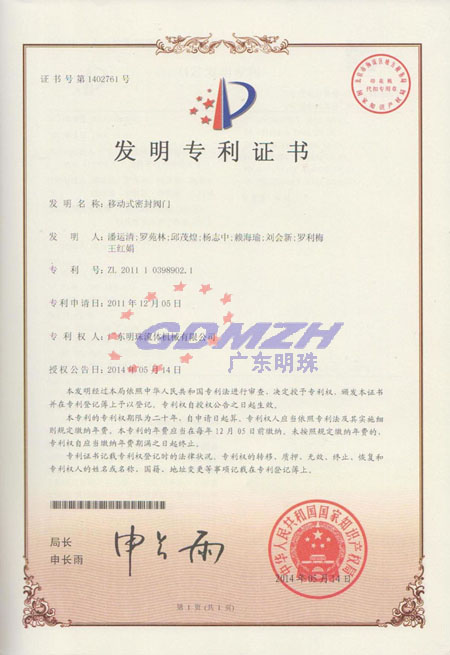 证书号第1402761号
发明专利证书
发明名称：移动式密封阀门
发明人：潘运清；罗苑林；邱茂煌；杨志中；赖海瑜；刘会新；罗利梅
王红娟
专利号：ZL 2011 1 0398902.1
专利申请日：2011年12月05日
GDMZH
专利权人：广东明珠流体机械有限公司
广东明珠
授权公告日：2014年05月14日
本发明经过本局依照中华人民共和国专利法进行审查，决定授予专利权，颁发本证书
并在专利登记簿上予以登记。专利权自授权公告之日起生效。
本专利的专利权期限为二十年，自申请日起算。专利权人应当依照专利法及其实施细
则规定缴纳年费。本专利的年费应当在每年12月05日前缴纳。未按照规定缴纳年费的，
专利权自应当缴纳年费期满之日起终止。
专利证书记载专利权登记时的法律状况。专利权的转移、质押、无效、终止、恢复和
专利权人的姓名或名称、国籍、地址变更等事项记载在专利登记簿上。
局长
申长雨
申长雨
中华人民共和国国家知识产权局
2014年05月14日
第1页（共1页）